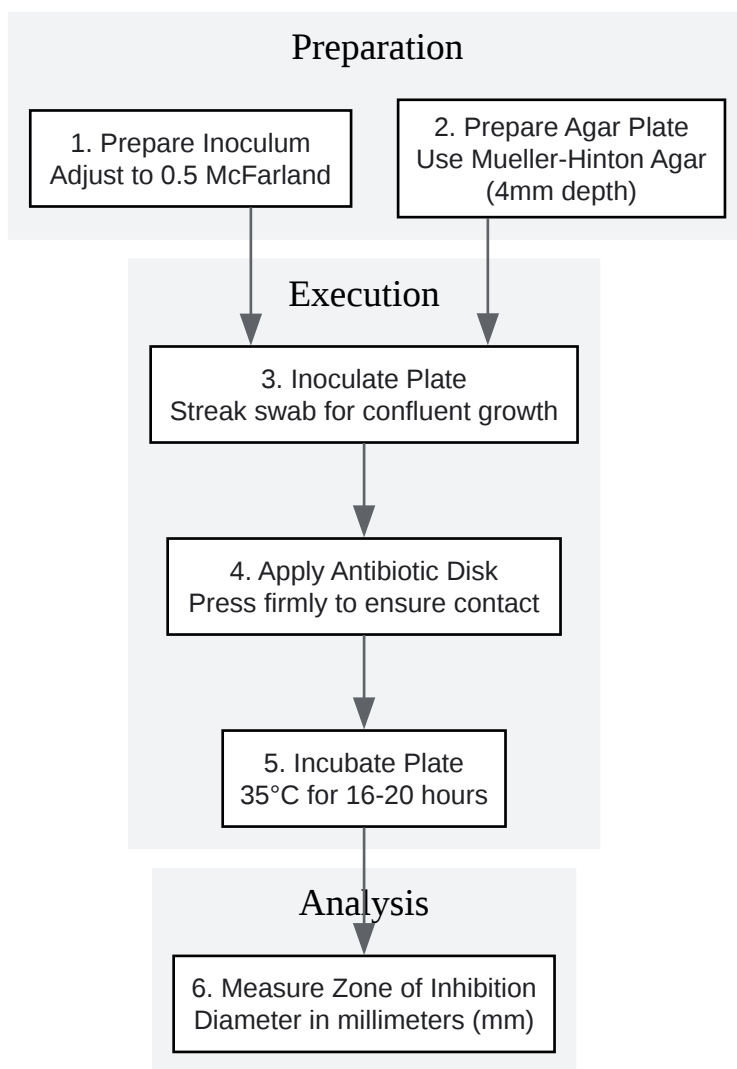 Preparation
1. Prepare Inoculum
Adjust to 0.5 McFarland
2. Prepare Agar Plate
Use Mueller-Hinton Agar
(4mm depth)
Execution
3. Inoculate Plate
Streak swab for confluent growth
4. Apply Antibiotic Disk
Press firmly to ensure contact
5. Incubate Plate
35°C for 16-20 hours
Analysis
6. Measure Zone of Inhibition
Diameter in millimeters (mm)